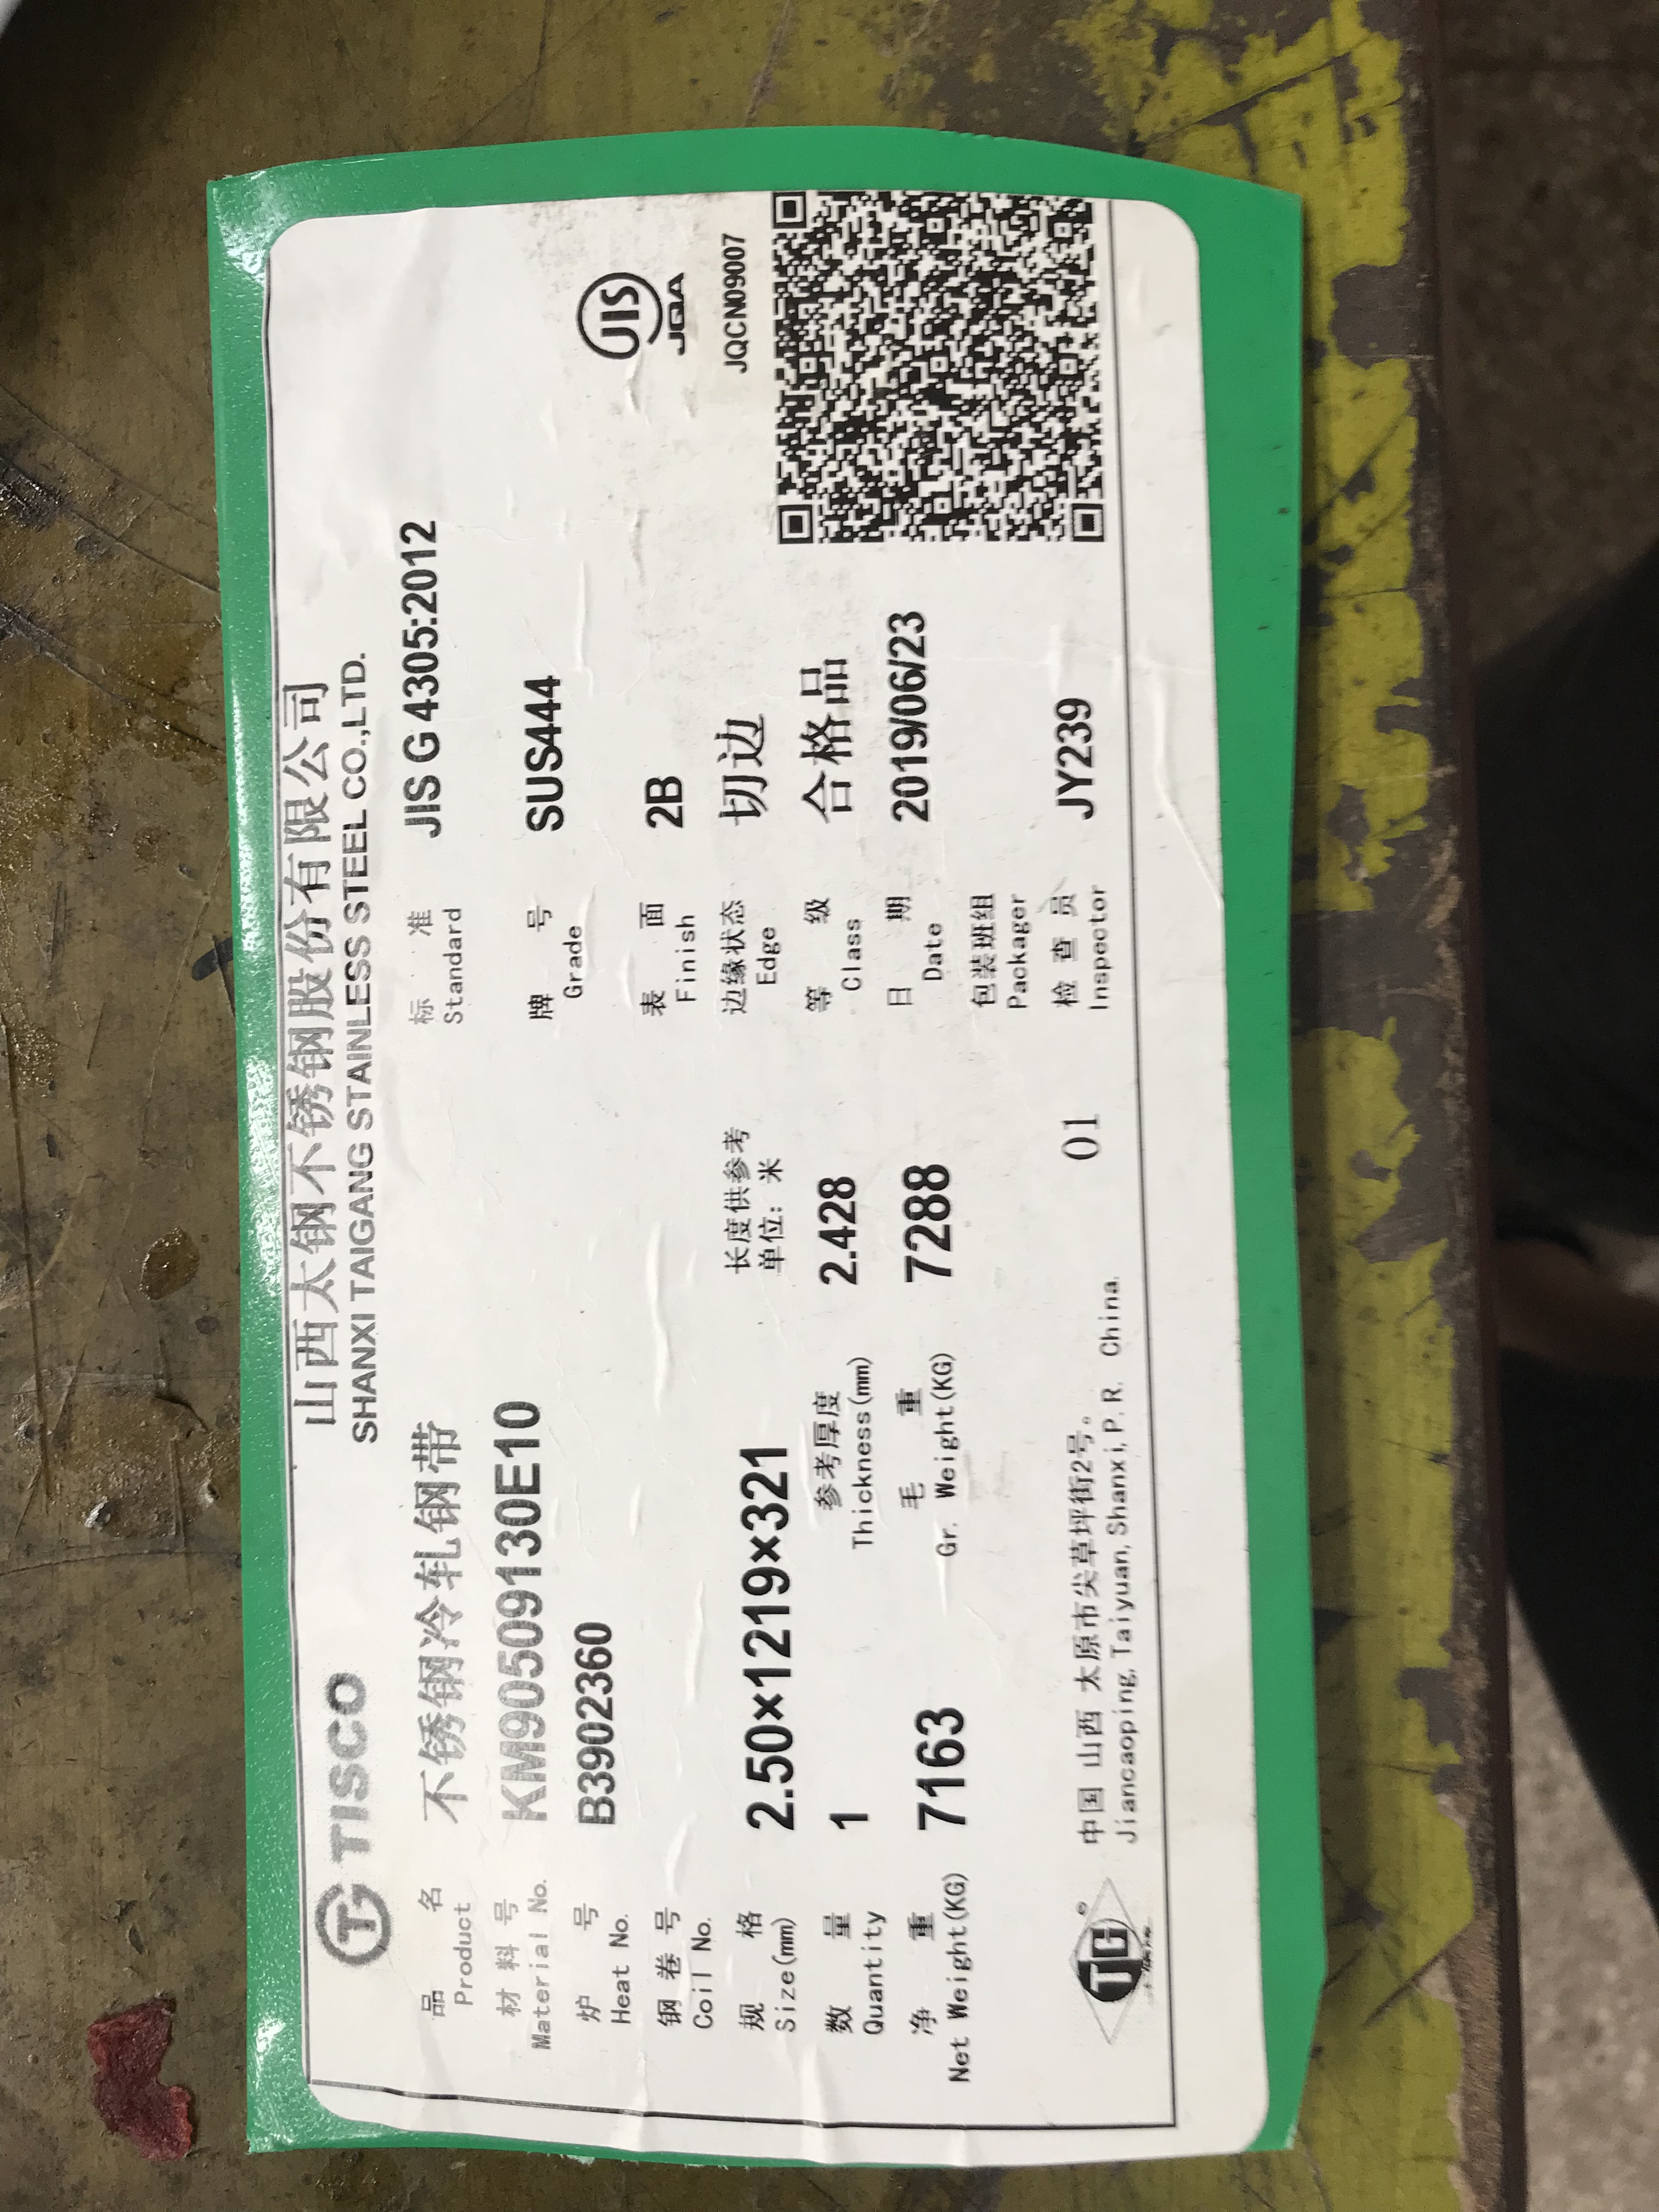 TISCO
山西太钢不锈钢股份有限公司
SHANXI TAIGANG STAINLESS STEEL CO.,LTD.
品 名 不锈钢冷轧钢带
Product
标 准 JIS G 4305:2012
Standard
材 料 号 KM90509130E10
Material No.
牌 号 SUS444
Grade
炉 号 B3902360
Heat No.
表 面 2B
Finish
JIS
JQA
JQCN09007
钢 卷 号
Coil No.
规 格 2.50×1219×321
Size(mm)
长度供参考
单位: 米
边缘状态 切边
Edge
数 量 1
Quantity
参考厚度 2.428
Thickness(mm)
等 级 合格品
Class
净 重 7163
Net Weight(KG)
毛 重 7288
Gr. Weight(KG)
日 期 2019/06/23
Date
包装班组
Packager
检 查 员 JY239
Inspector
TG®
中国 山西 太原市尖草坪街2号。
Jiancaoping, Taiyuan, Shanxi, P. R. China.
01